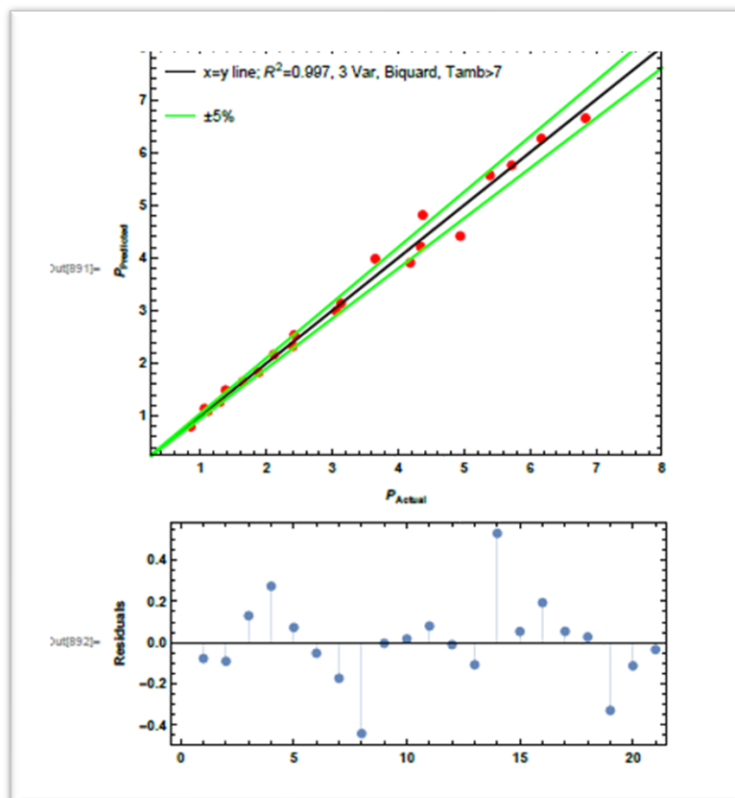 x=y line; R²=0.997, 3 Var, Biquard, Tamb>7
±5%
7
6
5
4
3
2
1
P_Predicted
Out[891]=
1 2 3 4 5 6 7 8
P_Actual
0.4
0.2
0.0
-0.2
-0.4
Residuals
Out[892]=
0 5 10 15 20